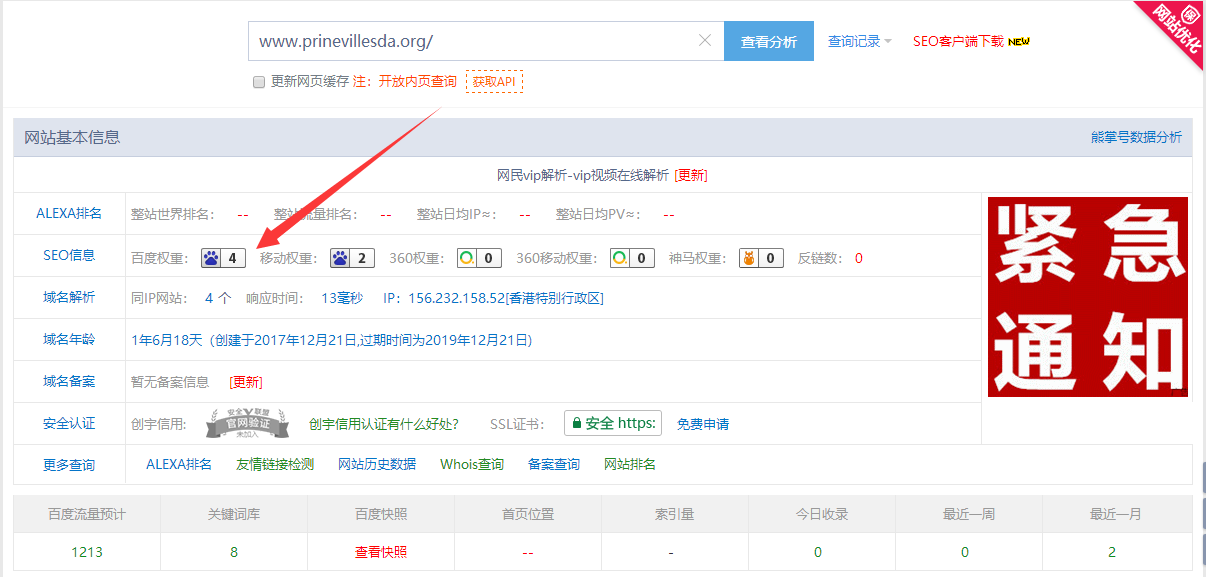 网站优化
www.prinevillesda.org/
查看分析 查询记录 SEO客户端下载 NEW
更新网页缓存 注：开放内页查询 获取API
网站基本信息 熊掌号数据分析
网民vip解析-vip视频在线解析 [更新]
ALEXA排名 整站世界排名： -- 整站流量排名： -- 整站日均IP≈： -- 整站日均PV≈： --
SEO信息 百度权重： 4 移动权重： 2 360权重： 0 360移动权重： 0 神马权重： 0 反链数： 0
域名解析 同IP网站： 4 个 响应时间： 13毫秒 IP：156.232.158.52[香港特别行政区]
域名年龄 1年6月18天（创建于2017年12月21日,过期时间为2019年12月21日)
域名备案 暂无备案信息 [更新]
安全认证 创宇信用: 安全联盟 官网验证 未加入 创宇信用认证有什么好处? SSL证书: 安全 https: 免费申请
更多查询 ALEXA排名 友情链接检测 网站历史数据 Whois查询 备案查询 网站排名
紧急
通知
百度流量预计 关键词库 百度快照 首页位置 索引量 今日收录 最近一周 最近一月
1213 8 查看快照 -- - 0 0 2